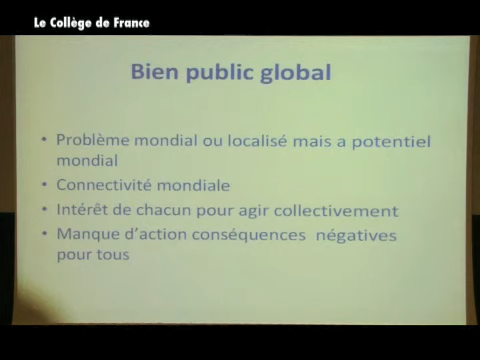 Le Collège de France
Bien public global
• Problème mondial ou localisé mais a potentiel
mondial
• Connectivité mondiale
• Intérêt de chacun pour agir collectivement
• Manque d'action conséquences négatives
pour tous